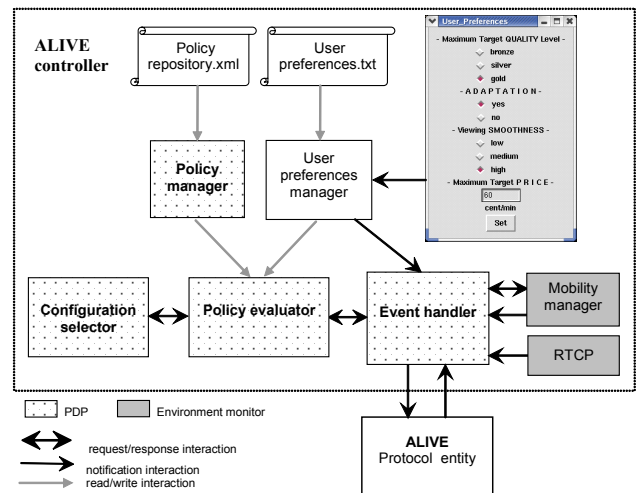 ALIVE
controller
Policy
repository.xml
User
preferences.txt
User_Preferences
- Maximum Target QUALITY Level -
bronze
silver
gold
- A D A P T A T I O N -
yes
no
- Viewing SMOOTHNESS -
low
medium
high
- Maximum Target P R I C E -
60
cent/min
Set
Policy
manager
User
preferences
manager
Configuration
selector
Policy evaluator
Event handler
Mobility
manager
RTCP
PDP
Environment monitor
request/response interaction
notification interaction
read/write interaction
ALIVE
Protocol entity